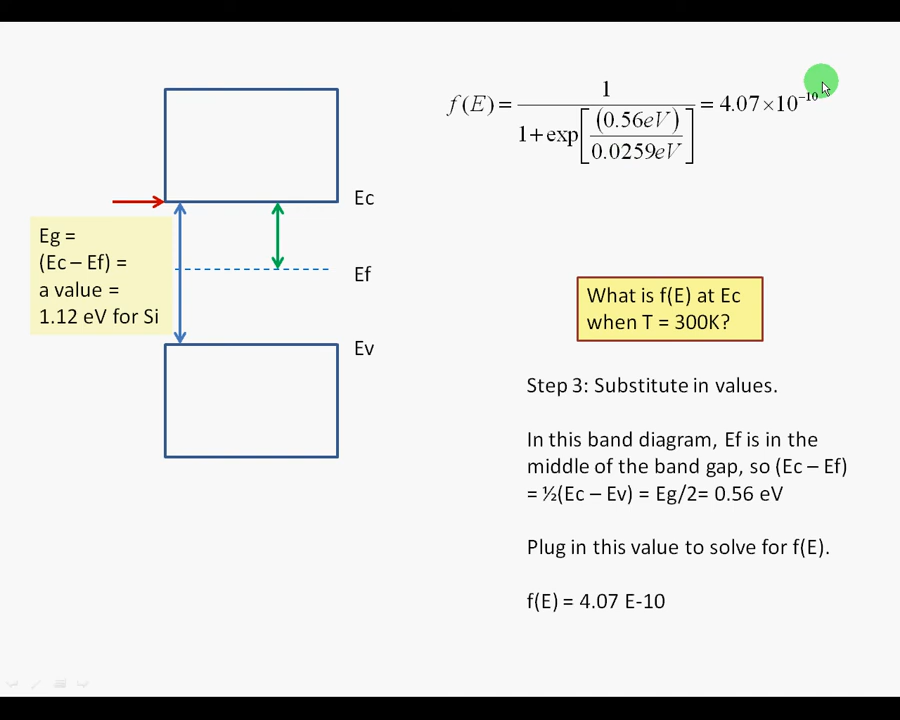 f(E) = 1 / (1 + exp[(0.56eV) / 0.0259eV]) = 4.07 × 10⁻¹⁰
Ec
Eg =
(Ec – Ef) =
a value =
1.12 eV for Si
Ef
Ev
What is f(E) at Ec
when T = 300K?
Step 3: Substitute in values.
In this band diagram, Ef is in the
middle of the band gap, so (Ec – Ef)
= ½(Ec – Ev) = Eg/2= 0.56 eV
Plug in this value to solve for f(E).
f(E) = 4.07 E-10